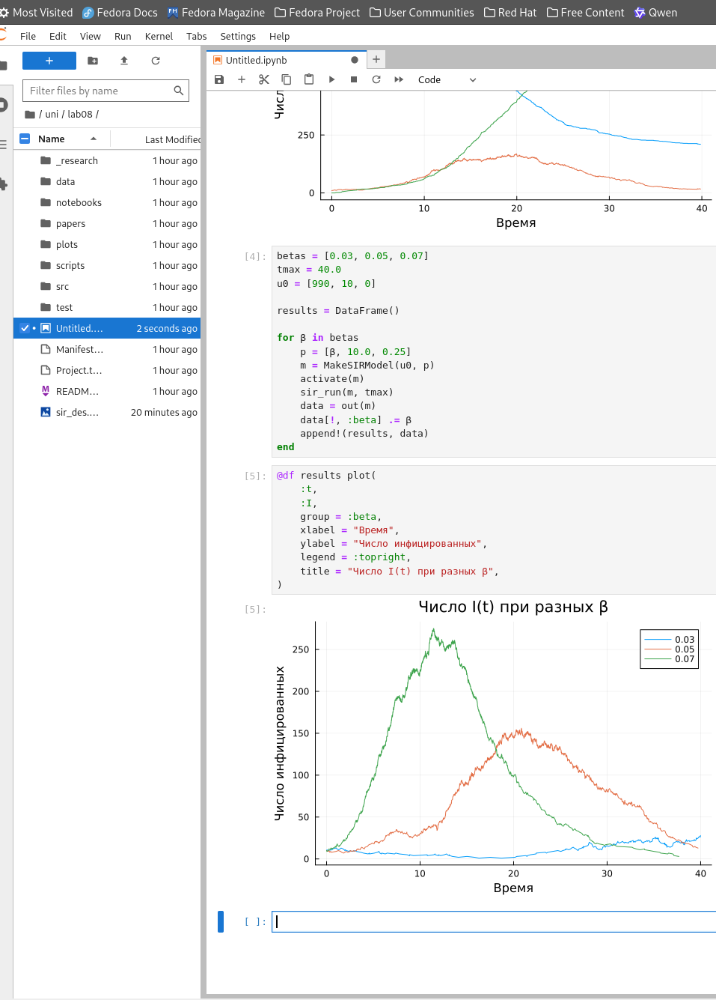 Most Visited Fedora Docs Fedora Magazine Fedora Project User Communities Red Hat Free Content Qwen
File Edit View Run Kernel Tabs Settings Help
Untitled.ipynb
Code
Filter files by name
/ uni / lab08 /
Name Last Modified
_research 1 hour ago
data 1 hour ago
notebooks 1 hour ago
papers 1 hour ago
plots 1 hour ago
scripts 1 hour ago
src 1 hour ago
test 1 hour ago
Untitled.... 2 seconds ago
Manifest... 1 hour ago
Project.t... 1 hour ago
READM... 1 hour ago
sir_des.... 20 minutes ago
Числ
250
0
0 10 20 30 40
Время
[4]:
betas = [0.03, 0.05, 0.07]
tmax = 40.0
u0 = [990, 10, 0]
results = DataFrame()
for β in betas
p = [β, 10.0, 0.25]
m = MakeSIRModel(u0, p)
activate(m)
sir_run(m, tmax)
data = out(m)
data[!, :beta] .= β
append!(results, data)
end
[5]:
@df results plot(
:t,
:I,
group = :beta,
xlabel = "Время",
ylabel = "Число инфицированных",
legend = :topright,
title = "Число I(t) при разных β",
)
[5]:
Число I(t) при разных β
0.03
0.05
0.07
Число инфицированных
250
200
150
100
50
0
0 10 20 30 40
Время
[ ]: